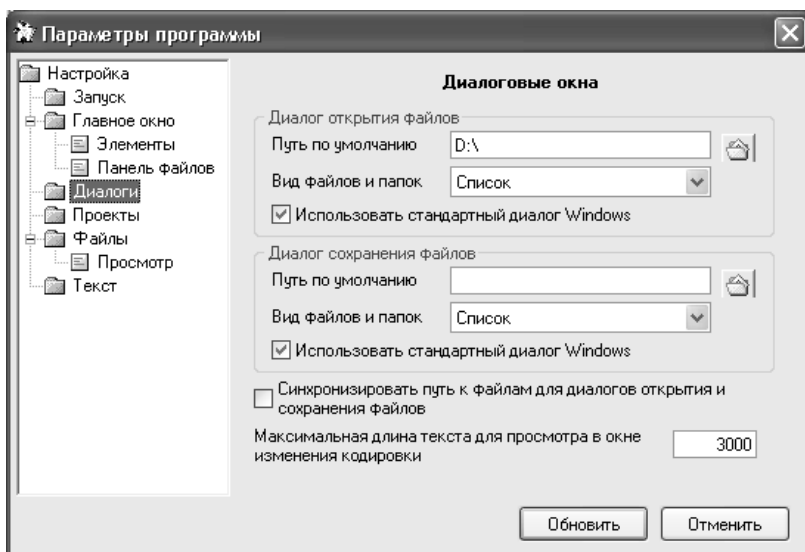 Параметры программы
Настройка
Запуск
Главное окно
Элементы
Панель файлов
Диалоги
Проекты
Файлы
Просмотр
Текст
Диалоговые окна
Диалог открытия файлов
Путь по умолчанию
D:\
Вид файлов и папок
Список
Использовать стандартный диалог Windows
Диалог сохранения файлов
Путь по умолчанию
Вид файлов и папок
Список
Использовать стандартный диалог Windows
Синхронизировать путь к файлам для диалогов открытия и
сохранения файлов
Максимальная длина текста для просмотра в окне
изменения кодировки
3000
Обновить
Отменить